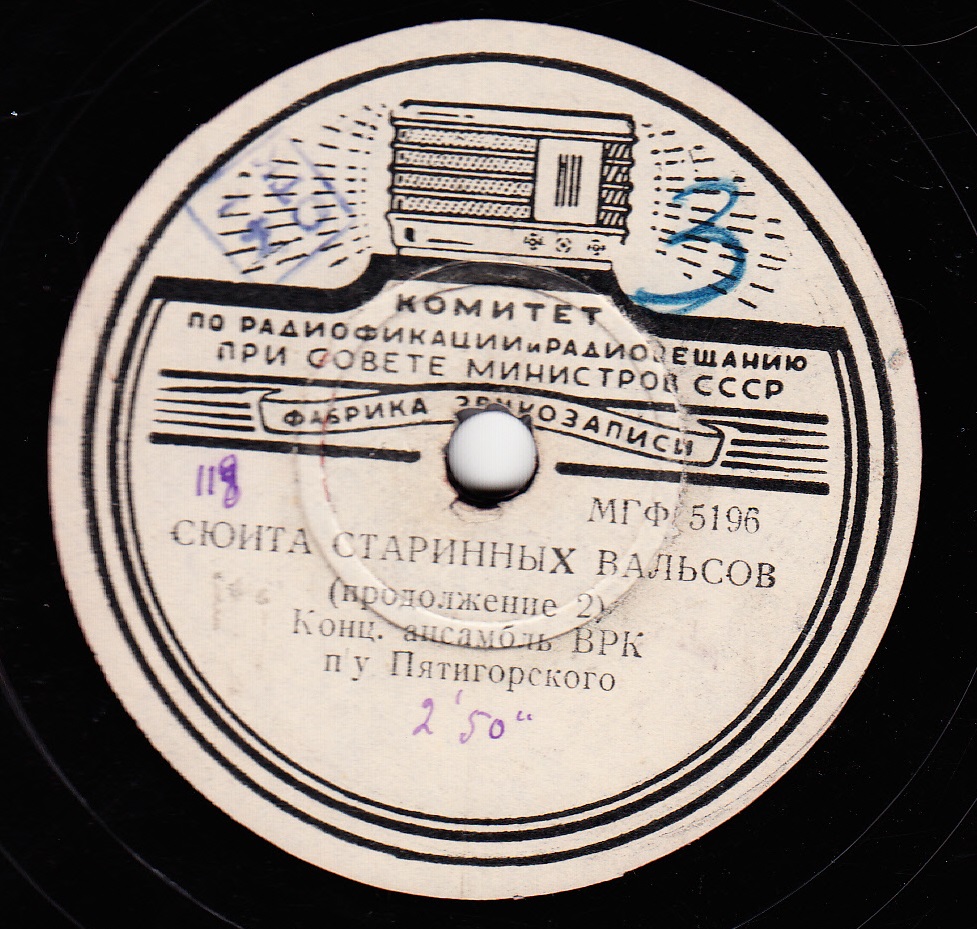 3
КОМИТЕТ
ПО РАДИОФИКАЦИИ и РАДИОВЕЩАНИЮ
ПРИ СОВЕТЕ МИНИСТРОВ СССР
ФАБРИКА ЗВУКОЗАПИСИ
118
МГФ 5196
СЮИТА СТАРИННЫХ ВАЛЬСОВ
(продолжение 2)
Конц. ансамбль ВРК
п у Пятигорского
2'50"